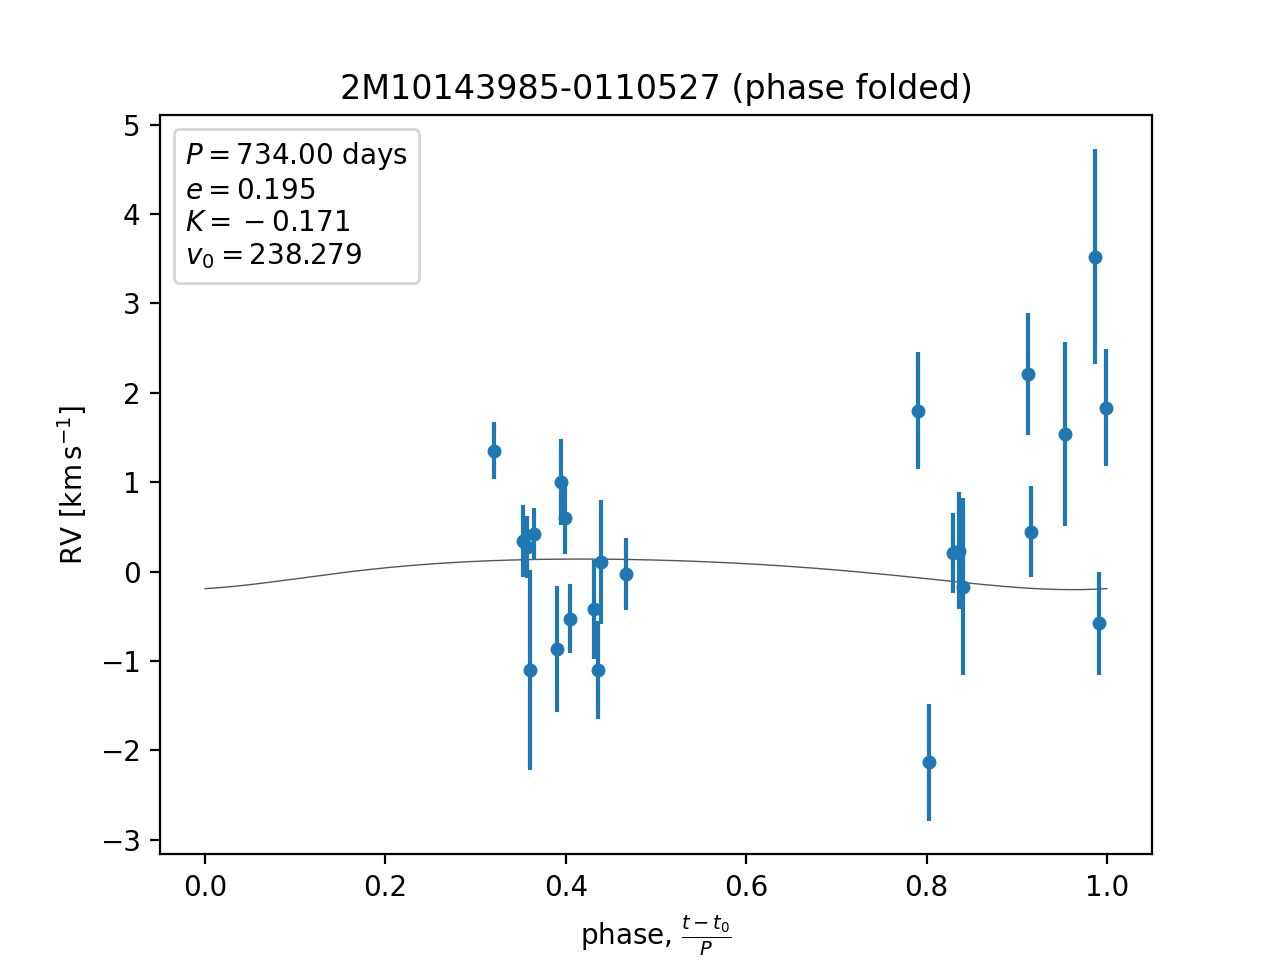 2M10143985-0110527 (phase folded)
P = 734.00 days
e = 0.195
K = −0.171
v₀ = 238.279
5
4
3
2
1
0
−1
−2
−3
RV [km s⁻¹]
0.0 0.2 0.4 0.6 0.8 1.0
phase, (t − t₀)/P